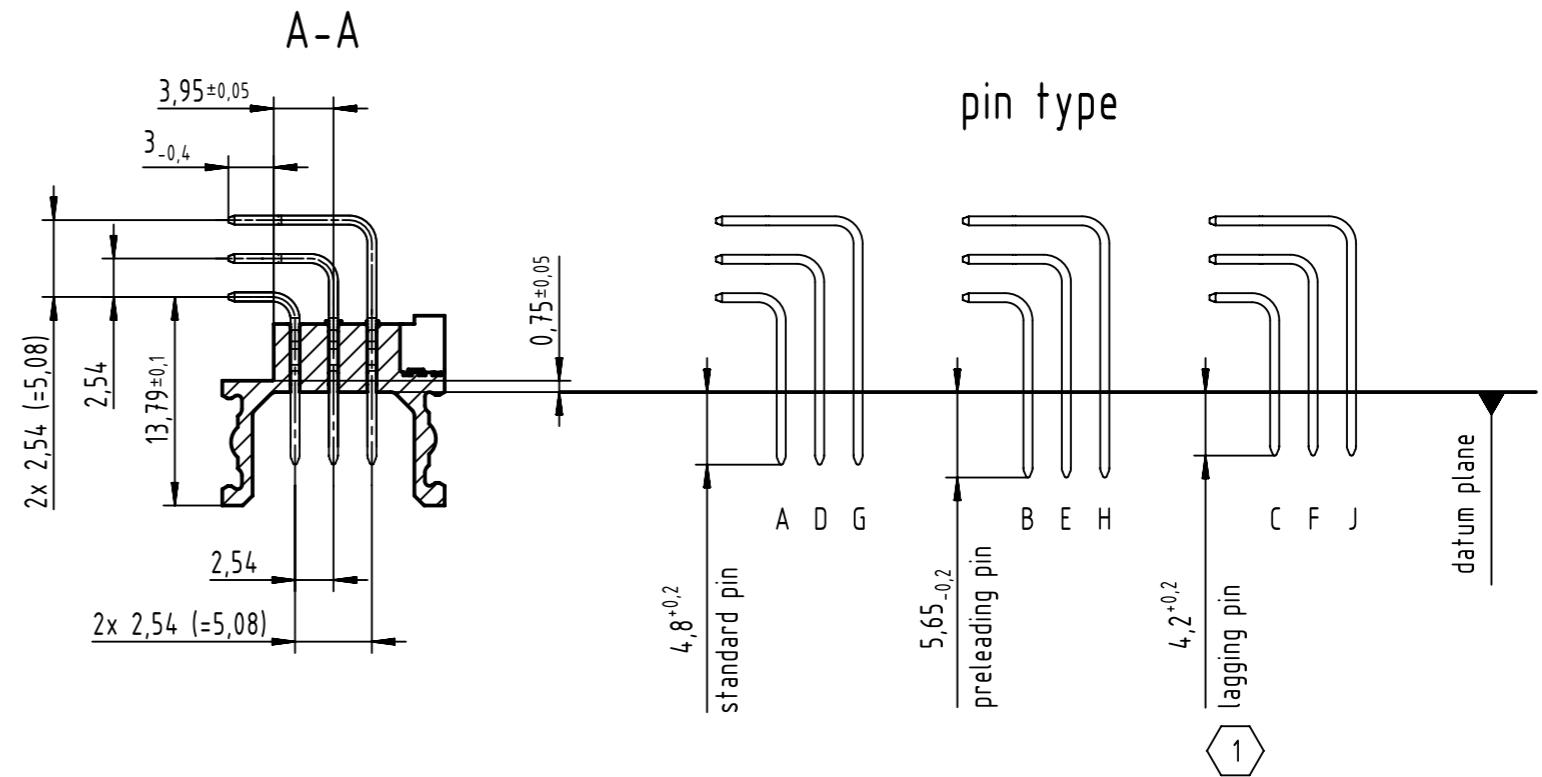 A-A
pin type
3,95±0,05
3-0,4
0,75±0,05
2x 2,54 (=5,08)
2,54
13,79±0,1
2,54
2x 2,54 (=5,08)
A D G
B E H
C F J
4,8+0,2
standard pin
5,65-0,2
preleading pin
4,2+0,2
lagging pin
datum plane
1